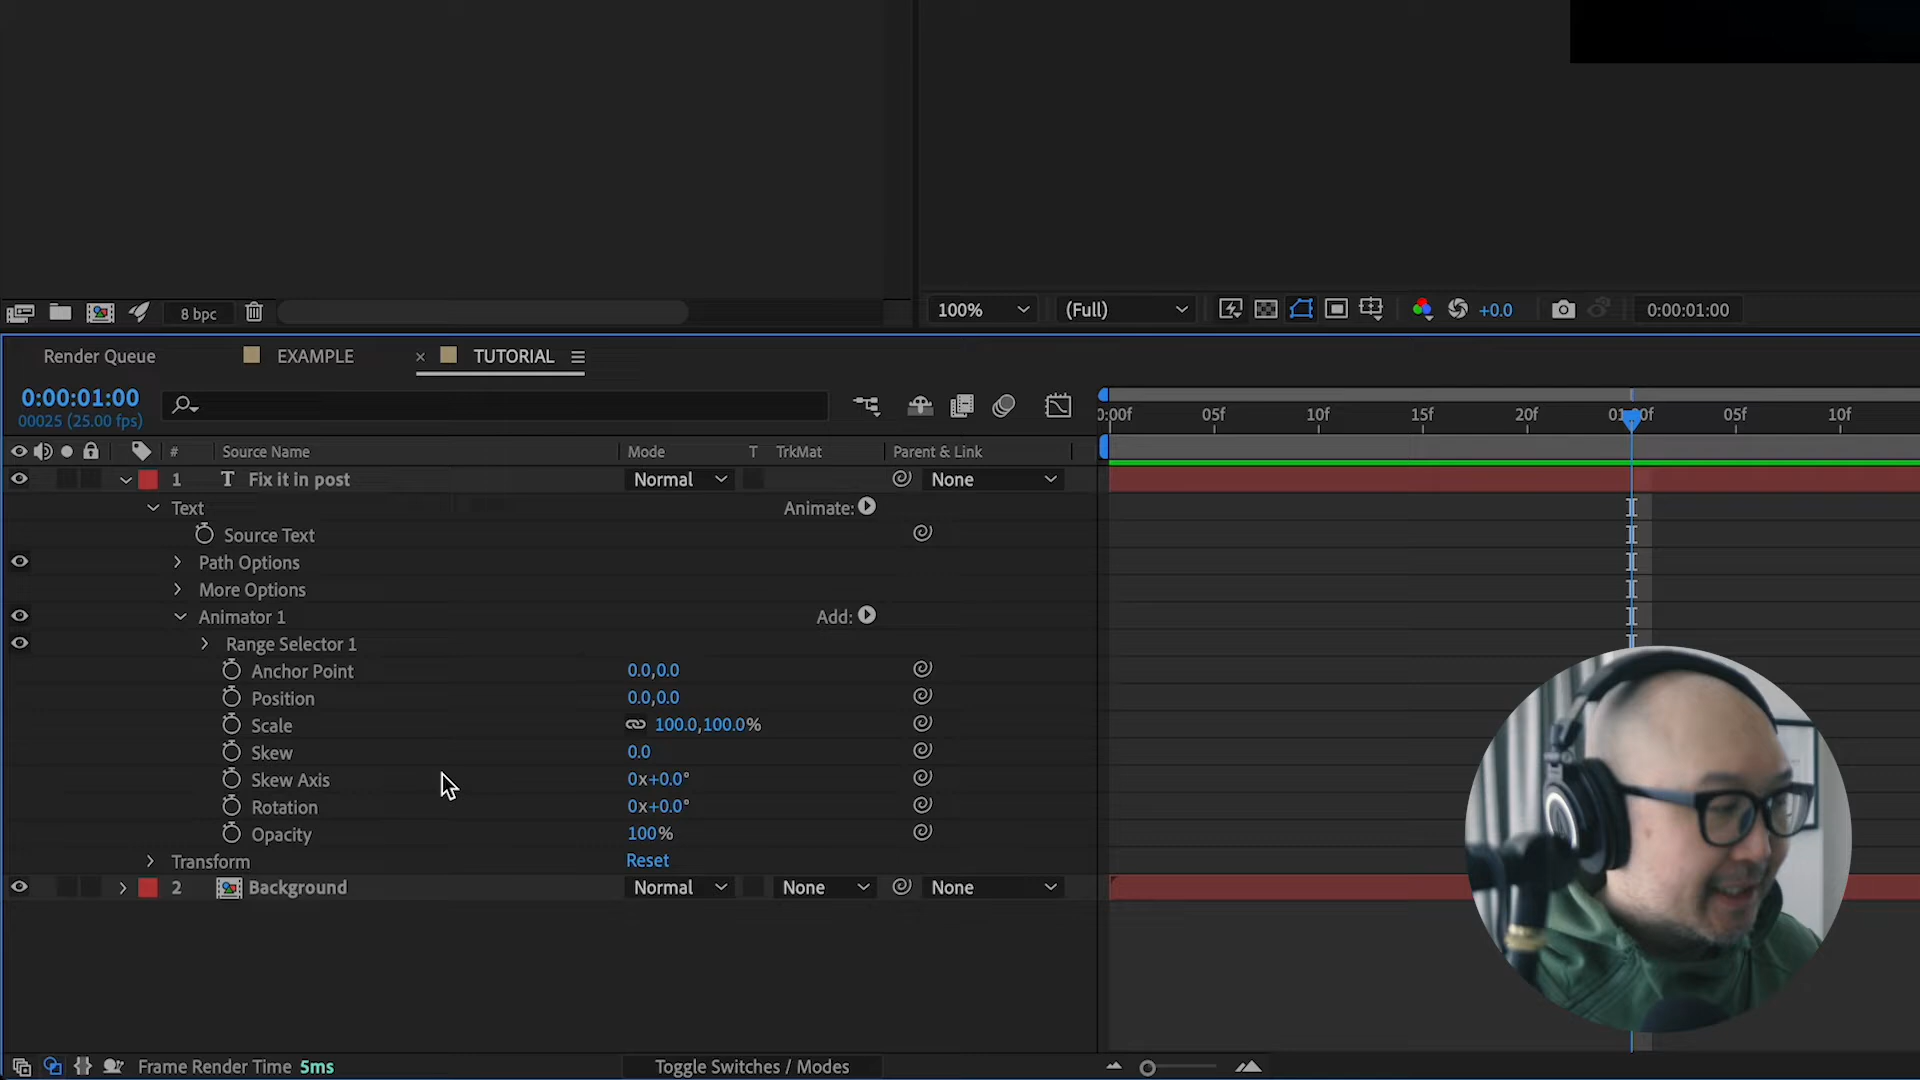 8 bpc
100%
(Full)
+0.0
0:00:01:00
Render Queue
EXAMPLE
× TUTORIAL
0:00:01:00
00025 (25.00 fps)
0:00f 05f 10f 15f 20f 01:00f 05f 10f
# Source Name Mode T TrkMat Parent & Link
1 T Fix it in post Normal None
Text Animate:
Source Text
Path Options
More Options
Animator 1 Add:
Range Selector 1
Anchor Point 0.0,0.0
Position 0.0,0.0
Scale 100.0,100.0%
Skew 0.0
Skew Axis 0x+0.0°
Rotation 0x+0.0°
Opacity 100%
Transform Reset
2 Background Normal None None
Frame Render Time 5ms
Toggle Switches / Modes